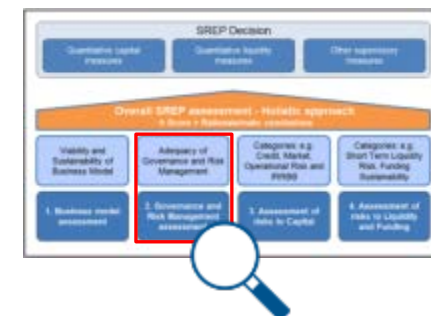 SREP Decision
Quantitative capital
measures
Quantitative liquidity
measures
Other supervisory
measures
Overall SREP assessment - Holistic approach
Viability and
Sustainability of
Business Model
Adequacy of
Governance and Risk
Management
Categories: e.g.
Credit, Market,
Operational Risk and
IRRBB
Categories: e.g.
Short Term Liquidity
Risk, Funding
Sustainability
1. Business model
assessment
2. Governance and
Risk Management
assessment
3. Assessment of
risks to Capital
4. Assessment of
risks to Liquidity
and Funding